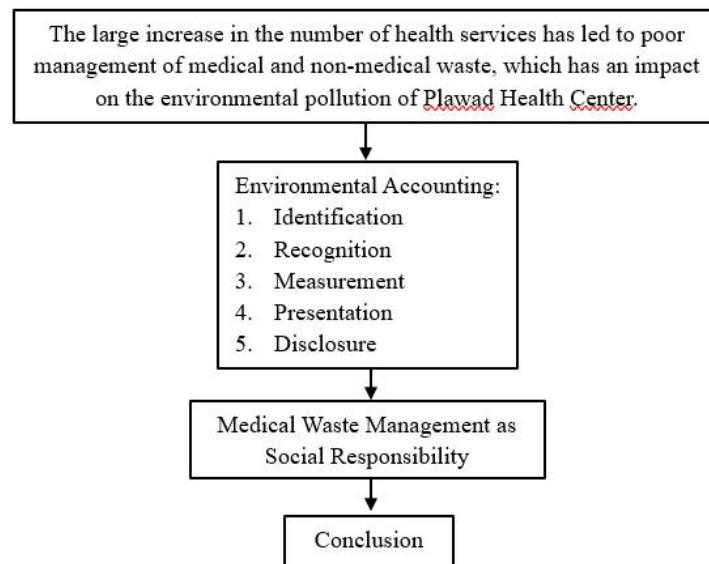 The large increase in the number of health services has led to poor
management of medical and non-medical waste, which has an impact
on the environmental pollution of Plawad Health Center.
Environmental Accounting:
1. Identification
2. Recognition
3. Measurement
4. Presentation
5. Disclosure
Medical Waste Management as
Social Responsibility
Conclusion